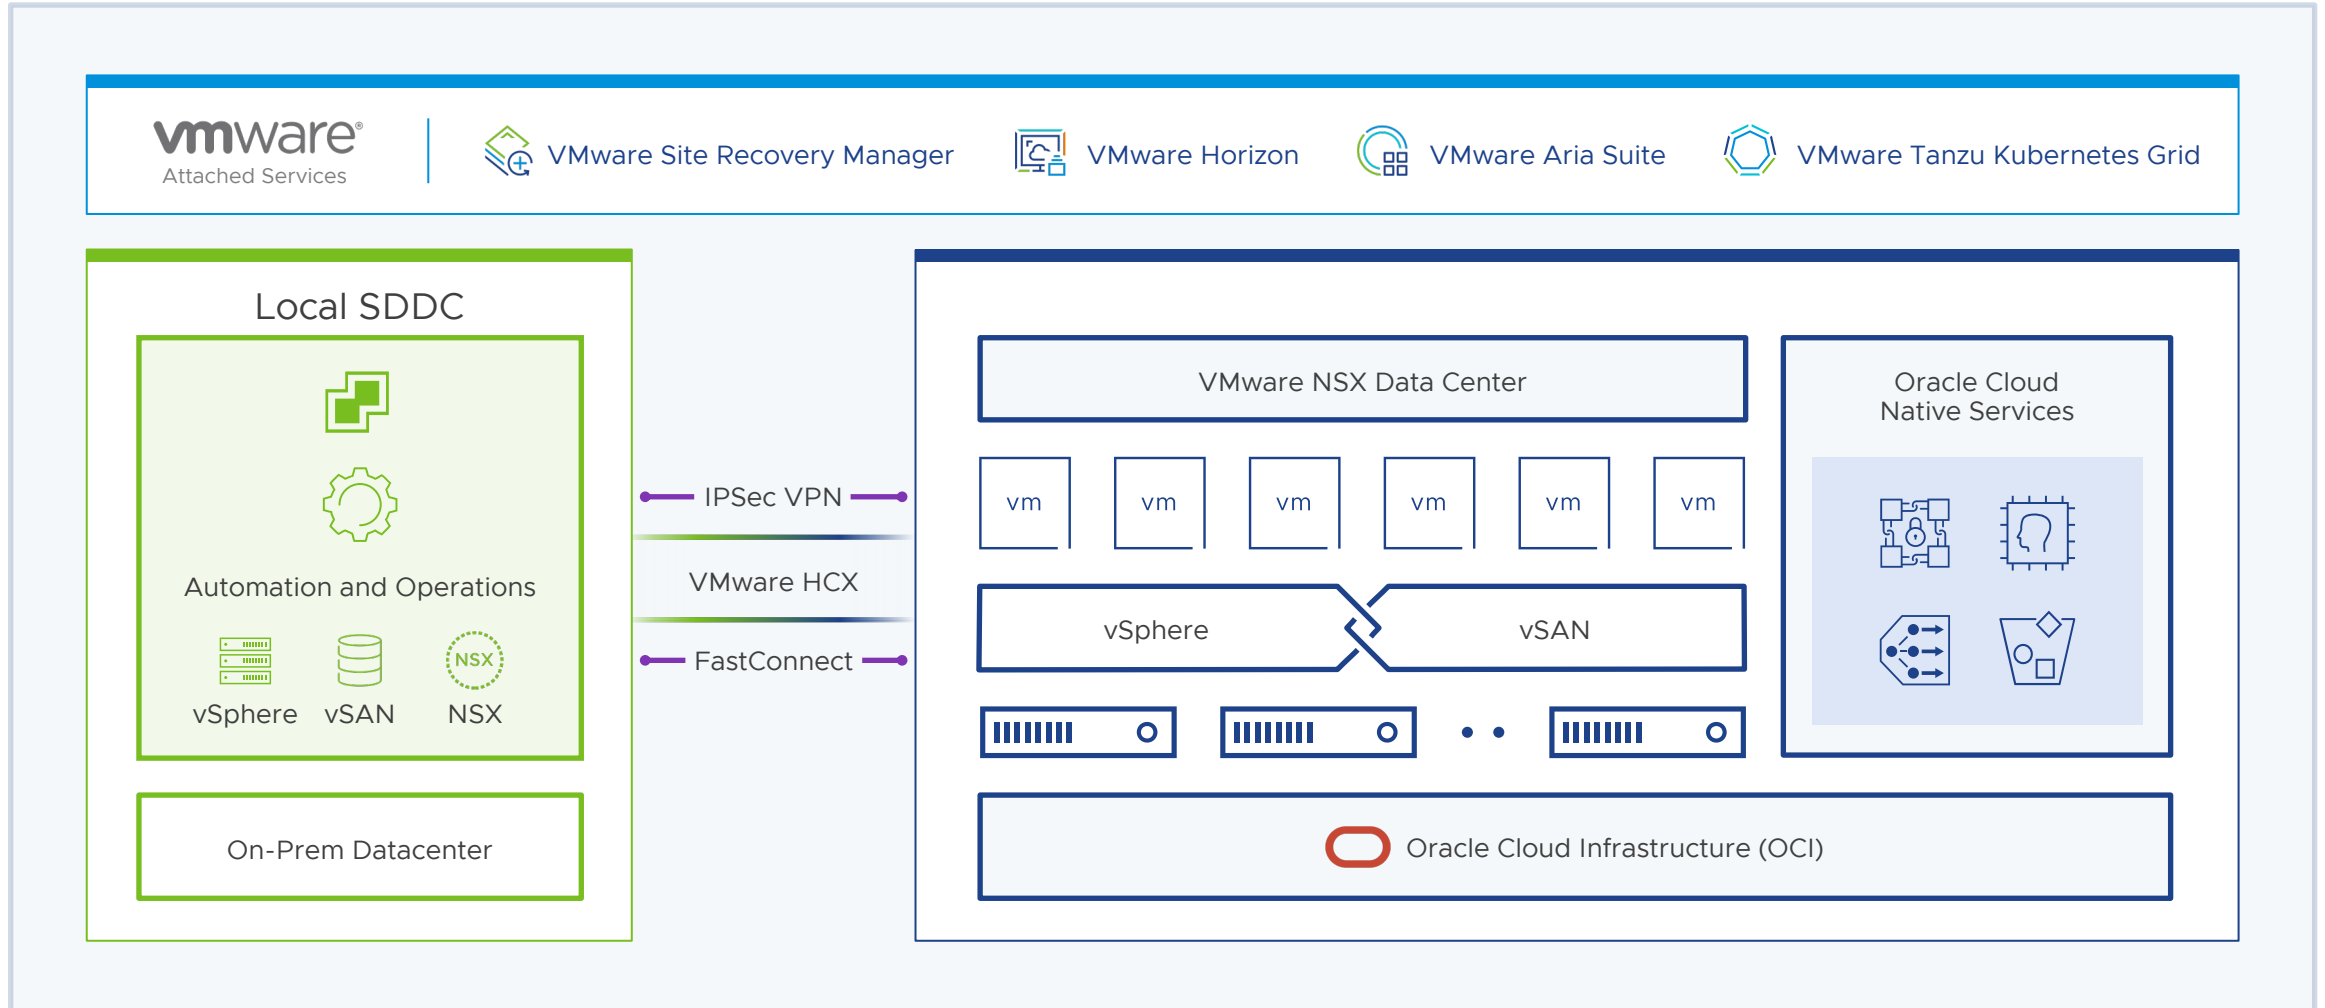 vmware®
Attached Services
VMware Site Recovery Manager
VMware Horizon
VMware Aria Suite
VMware Tanzu Kubernetes Grid
Local SDDC
Automation and Operations
NSX
vSphere
vSAN
NSX
On-Prem Datacenter
IPSec VPN
VMware HCX
FastConnect
VMware NSX Data Center
vm
vm
vm
vm
vm
vm
vSphere
vSAN
Oracle Cloud
Native Services
Oracle Cloud Infrastructure (OCI)